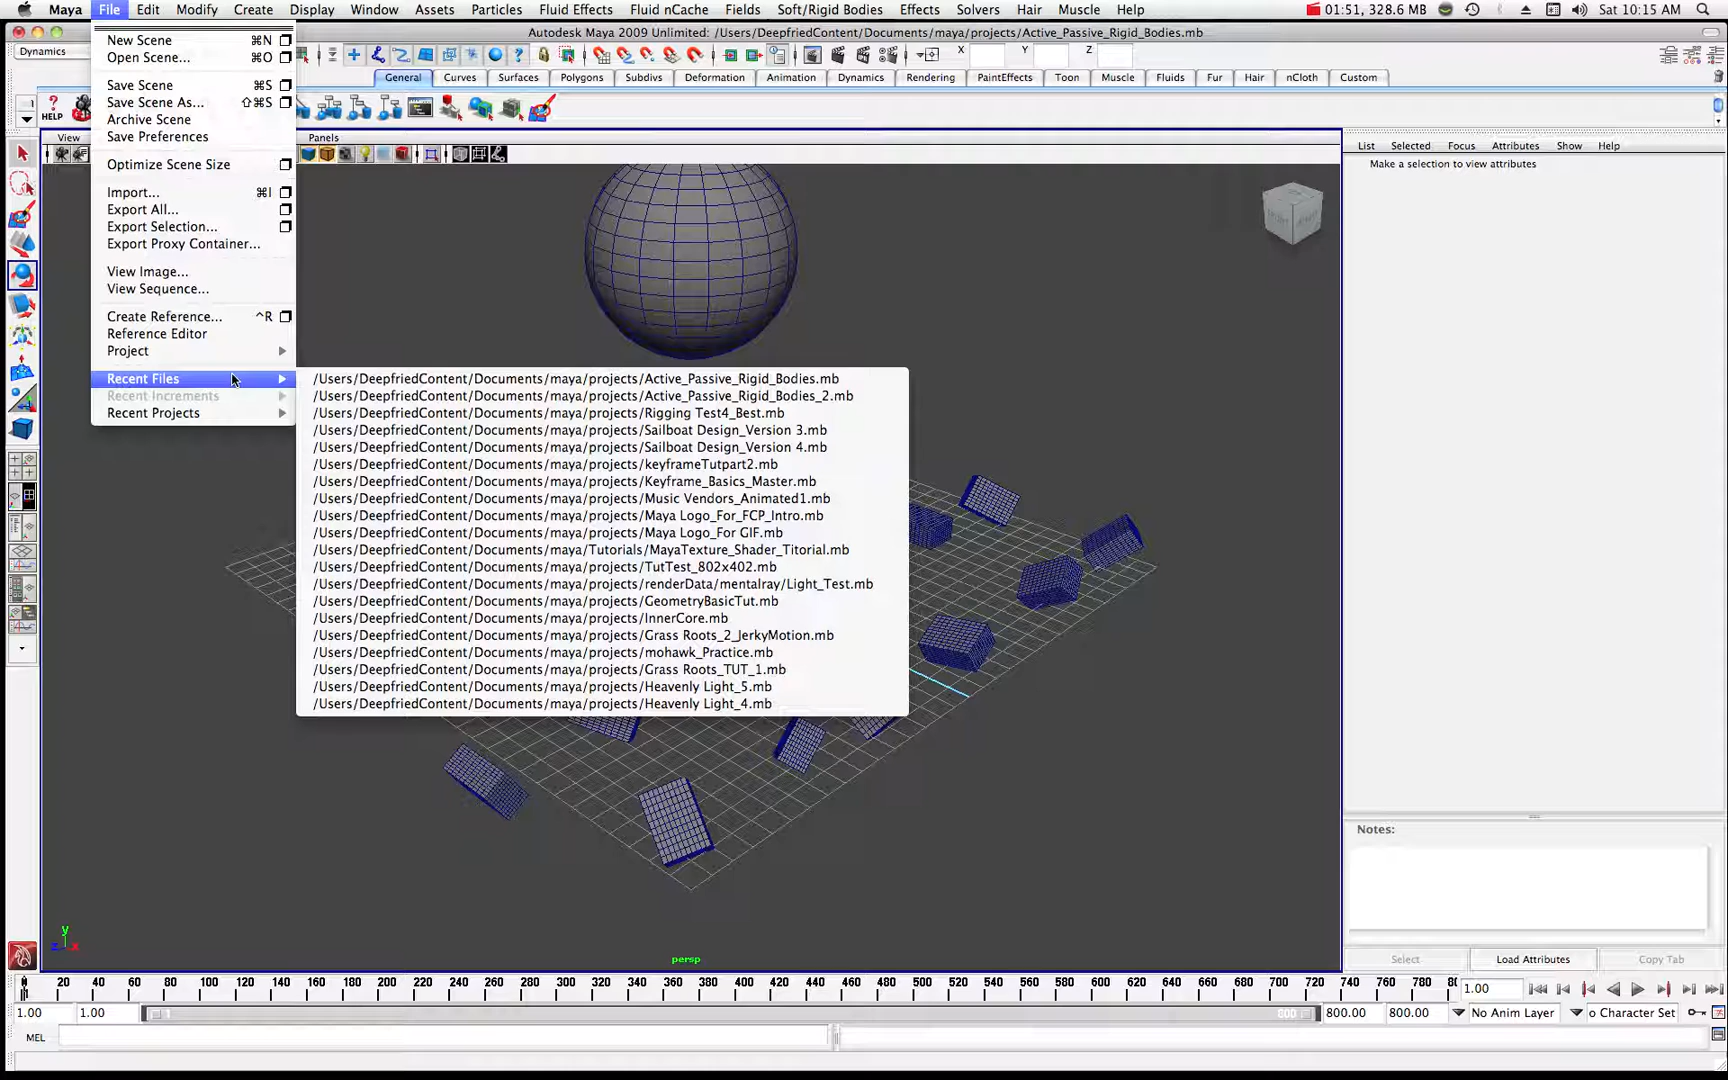 Maya File Edit Modify Create Display Window Assets Particles Fluid Effects Fluid nCache Fields Soft/Rigid Bodies Effects Solvers Hair Muscle Help 01:51, 328.6 MB Sat 10:15 AM
Autodesk Maya 2009 Unlimited: /Users/DeepfriedContent/Documents/maya/projects/Active_Passive_Rigid_Bodies.mb
Dynamics X Y Z
General Curves Surfaces Polygons Subdivs Deformation Animation Dynamics Rendering PaintEffects Toon Muscle Fluids Fur Hair nCloth Custom
HELP
View Panels
List Selected Focus Attributes Show Help
Make a selection to view attributes
New Scene ⌘N
Open Scene... ⌘O
Save Scene ⌘S
Save Scene As... ⇧⌘S
Archive Scene
Save Preferences
Optimize Scene Size
Import... ⌘I
Export All...
Export Selection...
Export Proxy Container...
View Image...
View Sequence...
Create Reference... ^R
Reference Editor
Project
Recent Files
Recent Increments
Recent Projects
/Users/DeepfriedContent/Documents/maya/projects/Active_Passive_Rigid_Bodies.mb
/Users/DeepfriedContent/Documents/maya/projects/Active_Passive_Rigid_Bodies_2.mb
/Users/DeepfriedContent/Documents/maya/projects/Rigging Test4_Best.mb
/Users/DeepfriedContent/Documents/maya/projects/Sailboat Design_Version 3.mb
/Users/DeepfriedContent/Documents/maya/projects/Sailboat Design_Version 4.mb
/Users/DeepfriedContent/Documents/maya/projects/keyframeTutpart2.mb
/Users/DeepfriedContent/Documents/maya/projects/Keyframe_Basics_Master.mb
/Users/DeepfriedContent/Documents/maya/projects/Music Vendors_Animated1.mb
/Users/DeepfriedContent/Documents/maya/projects/Maya Logo_For_FCP_Intro.mb
/Users/DeepfriedContent/Documents/maya/projects/Maya Logo_For GIF.mb
/Users/DeepfriedContent/Documents/maya/Tutorials/MayaTexture_Shader_Titorial.mb
/Users/DeepfriedContent/Documents/maya/projects/TutTest_802x402.mb
/Users/DeepfriedContent/Documents/maya/projects/renderData/mentalray/Light_Test.mb
/Users/DeepfriedContent/Documents/maya/projects/GeometryBasicTut.mb
/Users/DeepfriedContent/Documents/maya/projects/InnerCore.mb
/Users/DeepfriedContent/Documents/maya/projects/Grass Roots_2_JerkyMotion.mb
/Users/DeepfriedContent/Documents/maya/projects/mohawk_Practice.mb
/Users/DeepfriedContent/Documents/maya/projects/Grass Roots_TUT_1.mb
/Users/DeepfriedContent/Documents/maya/projects/Heavenly Light_5.mb
/Users/DeepfriedContent/Documents/maya/projects/Heavenly Light_4.mb
Notes:
y
z x
persp
Select Load Attributes Copy Tab
20 40 60 80 100 120 140 160 180 200 220 240 260 280 300 320 340 360 380 400 420 440 460 480 500 520 540 560 580 600 620 640 660 680 700 720 740 760 780 80 1.00
1.00 1.00 1 800 800.00 800.00 No Anim Layer o Character Set
MEL